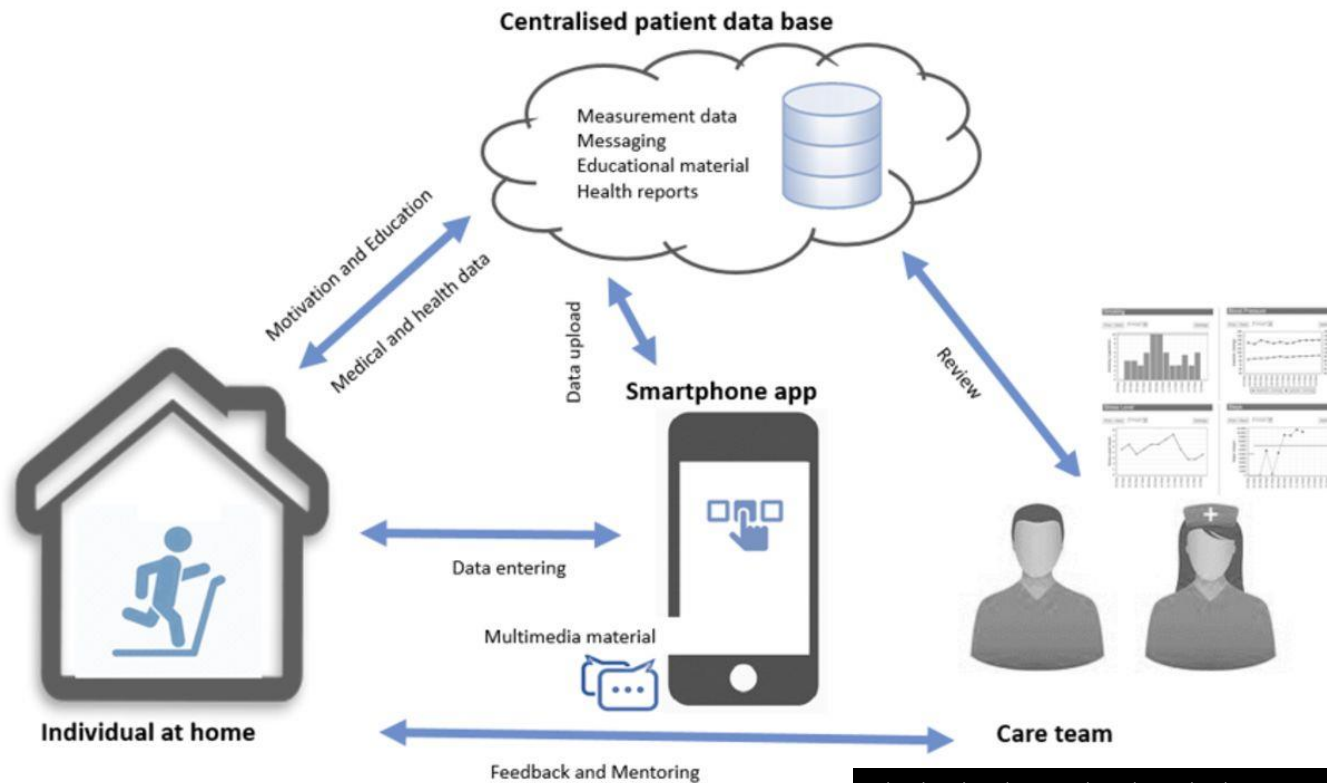 Centralised patient data base
Measurement data
Messaging
Educational material
Health reports
Motivation and Education
Medical and health data
Data upload
Review
Smartphone app
Data entering
Multimedia material
Individual at home
Care team
Feedback and Mentoring